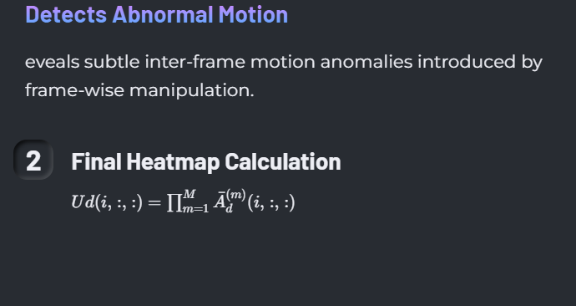 Detects Abnormal Motion
eveals subtle inter-frame motion anomalies introduced by
frame-wise manipulation.
2 Final Heatmap Calculation
Ud(i, :, :) = ∏_{m=1}^{M} Ā_d^{(m)}(i, :, :)